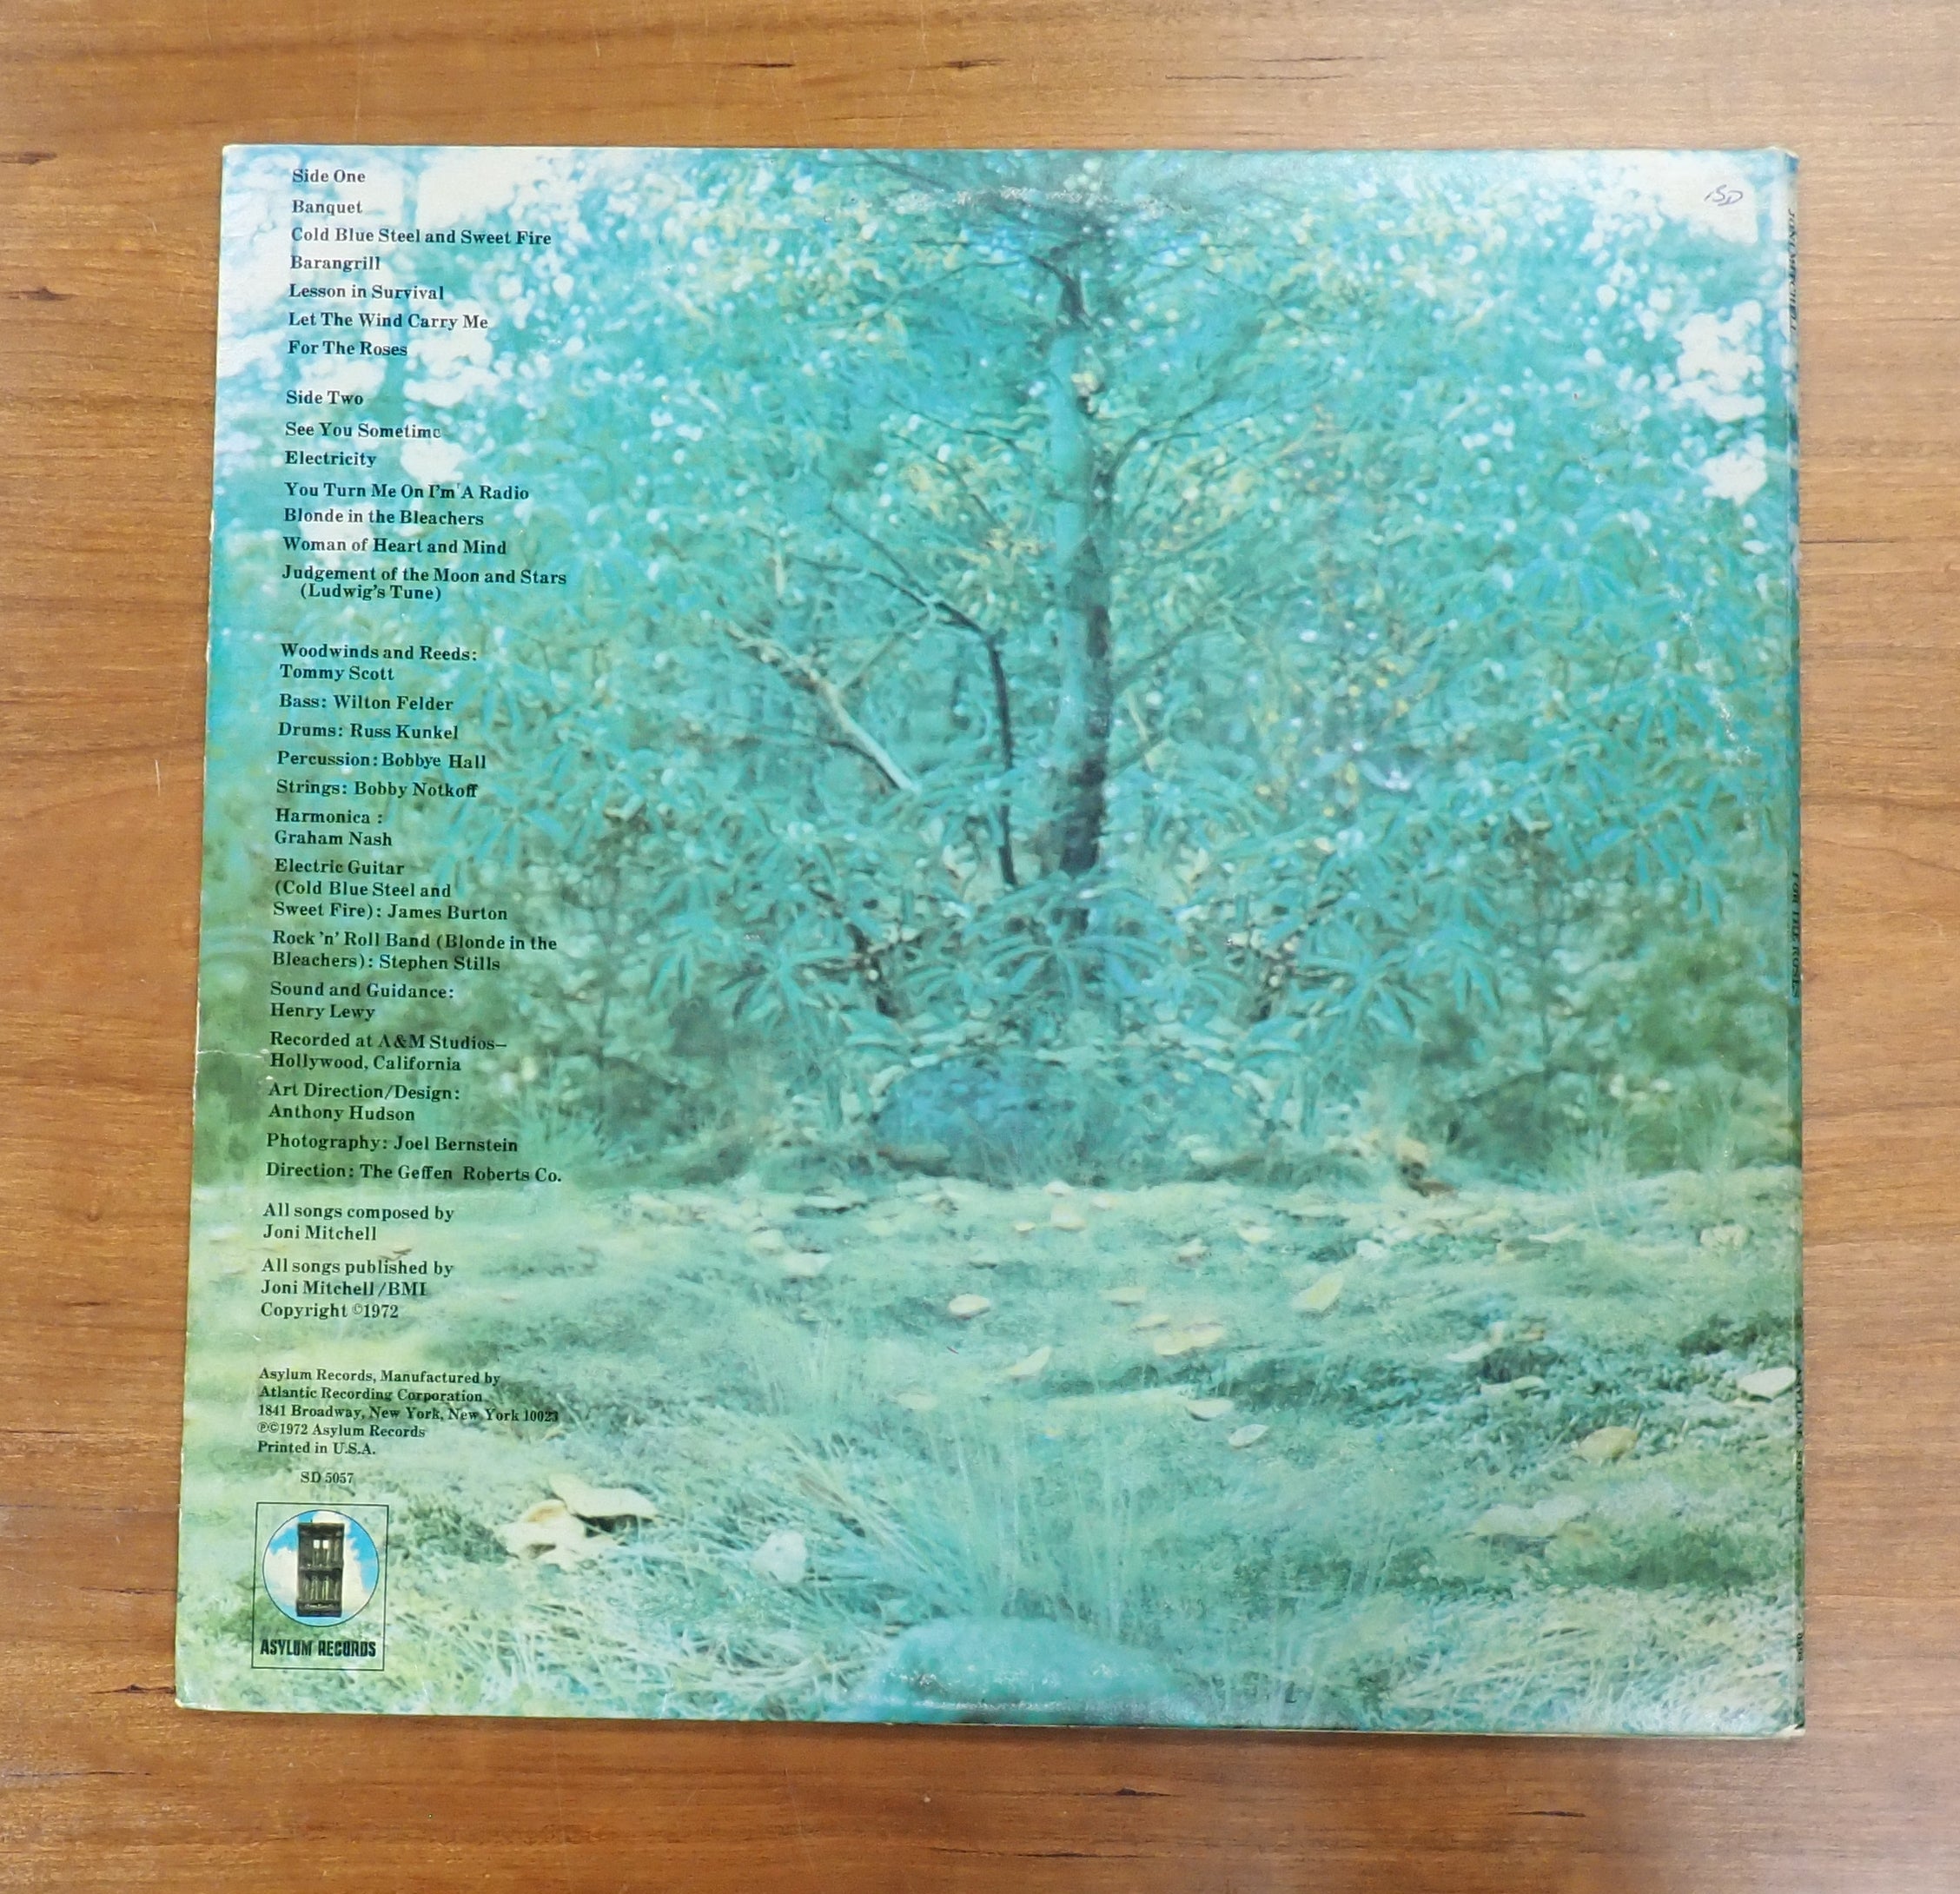 Side One
Banquet
Cold Blue Steel and Sweet Fire
Barangrill
Lesson in Survival
Let The Wind Carry Me
For The Roses
Side Two
See You Sometime
Electricity
You Turn Me On I'm A Radio
Blonde in the Bleachers
Woman of Heart and Mind
Judgement of the Moon and Stars
(Ludwig's Tune)
Woodwinds and Reeds:
Tommy Scott
Bass: Wilton Felder
Drums: Russ Kunkel
Percussion: Bobbye Hall
Strings: Bobby Notkoff
Harmonica :
Graham Nash
Electric Guitar
(Cold Blue Steel and
Sweet Fire): James Burton
Rock 'n' Roll Band (Blonde in the
Bleachers): Stephen Stills
Sound and Guidance:
Henry Lewy
Recorded at A&M Studios–
Hollywood, California
Art Direction/Design:
Anthony Hudson
Photography: Joel Bernstein
Direction: The Geffen Roberts Co.
All songs composed by
Joni Mitchell
All songs published by
Joni Mitchell/BMI
Copyright ©1972
Asylum Records, Manufactured by
Atlantic Recording Corporation
1841 Broadway, New York, New York 10023
℗©1972 Asylum Records
Printed in U.S.A.
SD 5057
ASYLUM RECORDS
JONI MITCHELL
FOR THE ROSES